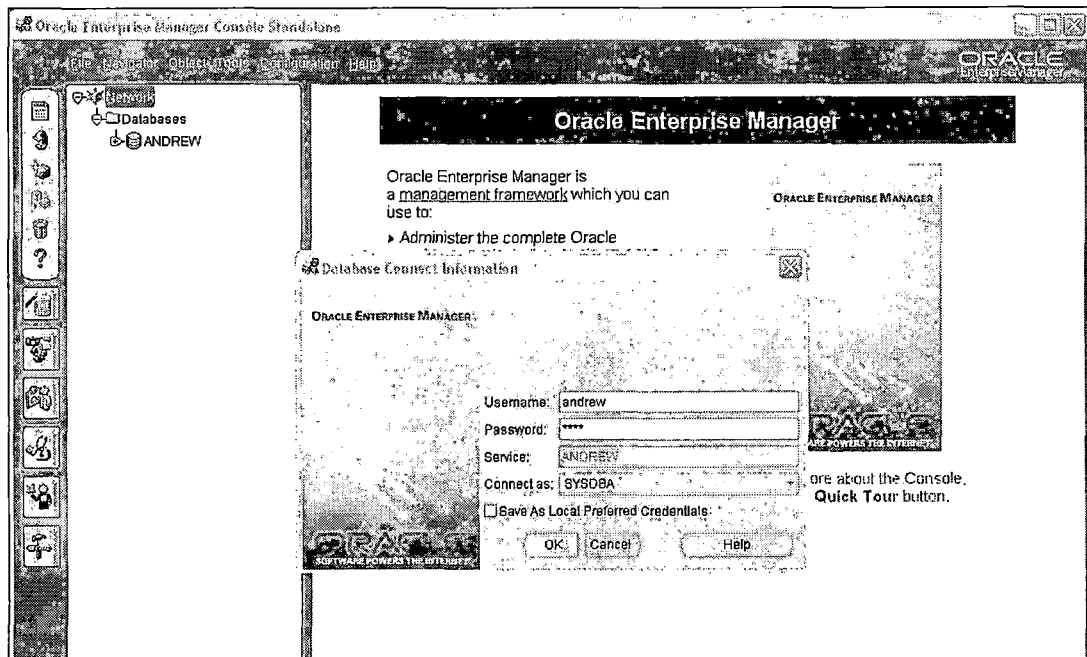 Oracle Enterprise Manager Console Standalone
File Navigator Object Tools Configuration Help
ORACLE
Enterprise Manager
Network
Databases
ANDREW
Oracle Enterprise Manager
Oracle Enterprise Manager is
a management framework which you can
use to:
Administer the complete Oracle
ORACLE ENTERPRISE MANAGER
Database Connect Information
ORACLE ENTERPRISE MANAGER
Username: andrew
Password: ****
Service: ANDREW
Connect as: SYSDBA
Save As Local Preferred Credentials
OK Cancel Help
ORACLE
SOFTWARE POWERS THE INTERNET
RACLE
ARE POWERS THE INTERNET
ore about the Console,
Quick Tour button.